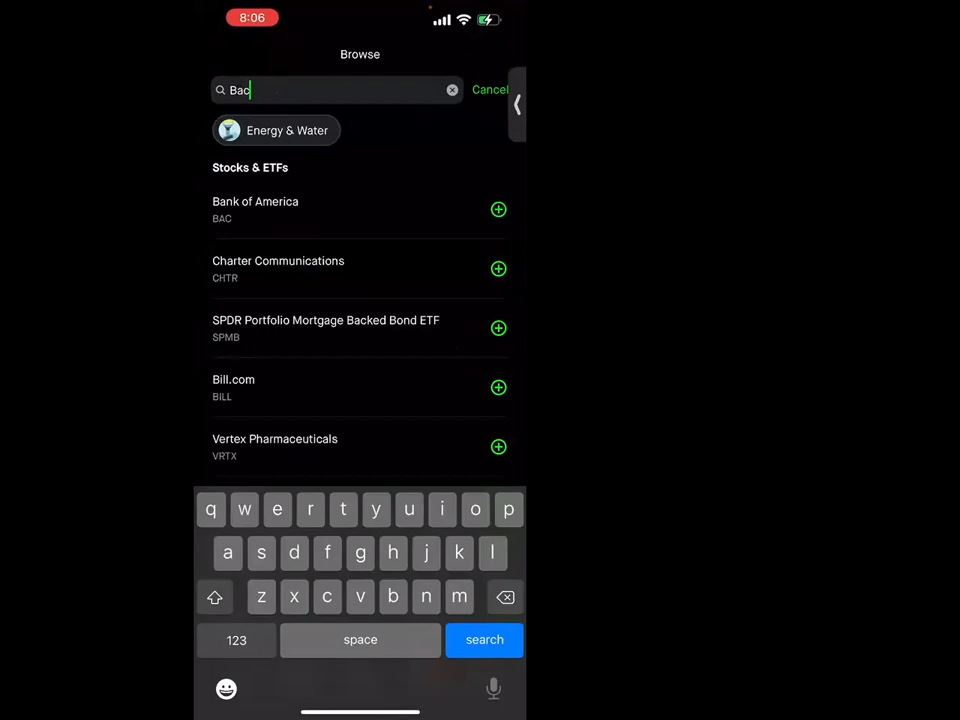 8:06
Browse
Bac
Cancel
Energy & Water
Stocks & ETFs
Bank of America
BAC
Charter Communications
CHTR
SPDR Portfolio Mortgage Backed Bond ETF
SPMB
Bill.com
BILL
Vertex Pharmaceuticals
VRTX
q w e r t y u i o p
a s d f g h j k l
z x c v b n m
123 space search